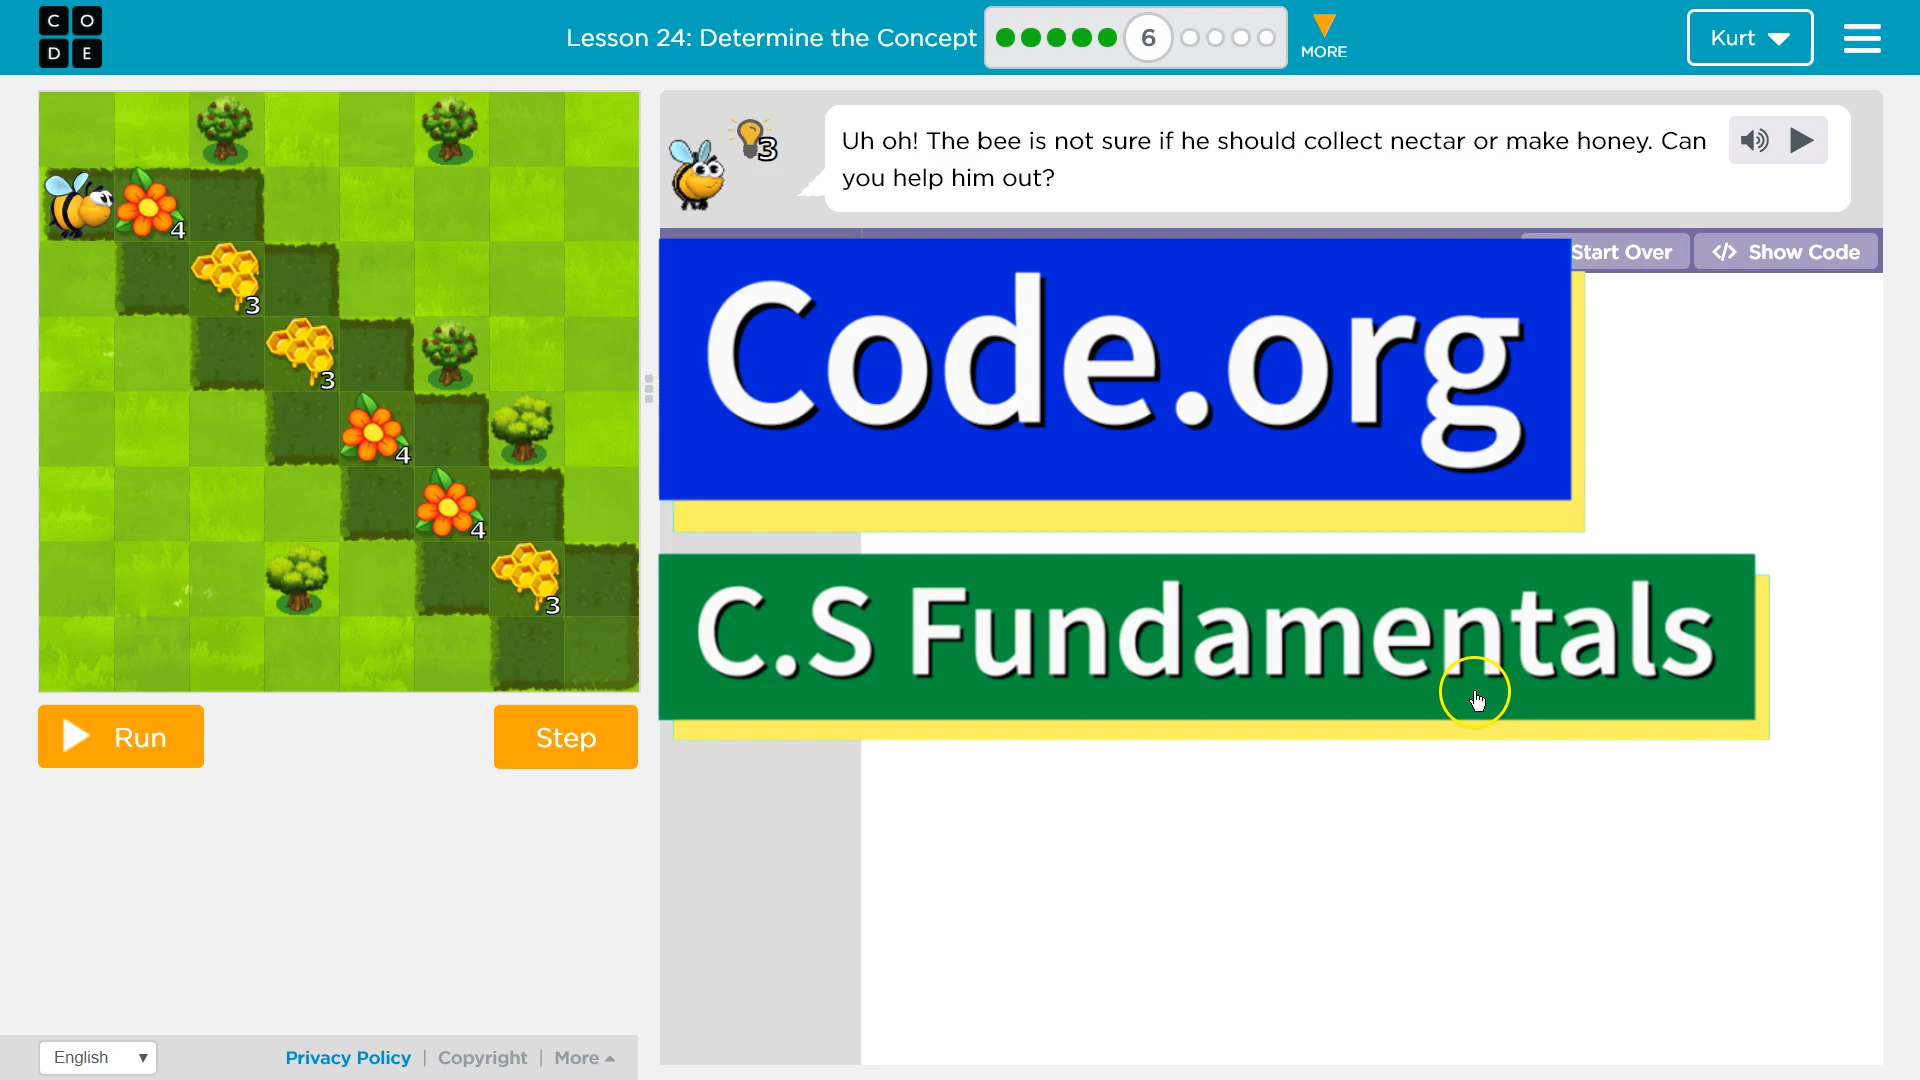 C O
D E
Lesson 24: Determine the Concept
6
MORE
Kurt
3
Uh oh! The bee is not sure if he should collect nectar or make honey. Can
you help him out?
Start Over
Show Code
4
3
3
4
4
3
Code.org
C.S Fundamentals
Run
Step
English
Privacy Policy | Copyright | More